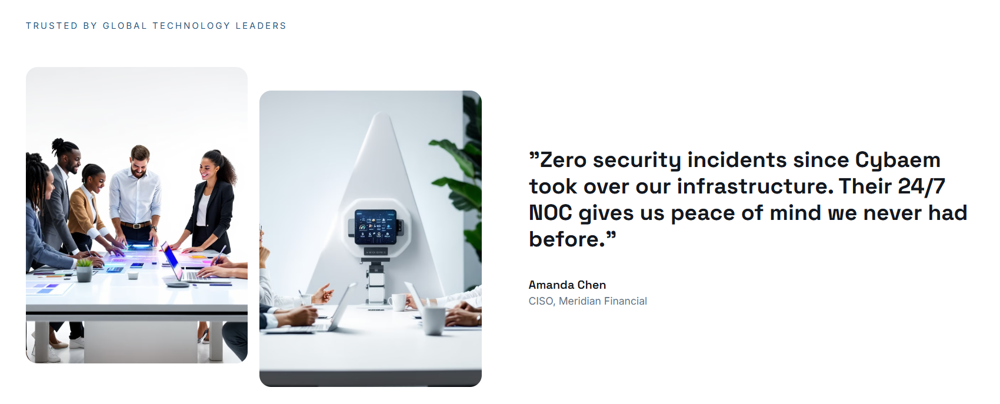 TRUSTED BY GLOBAL TECHNOLOGY LEADERS
”Zero security incidents since Cybaem
took over our infrastructure. Their 24/7
NOC gives us peace of mind we never had
before.”
Amanda Chen
CISO, Meridian Financial